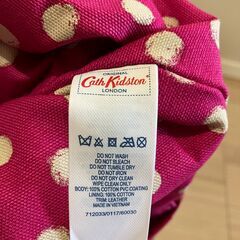 ORIGINAL
Cath Kidston
LONDON
DO NOT WASH
DO NOT BLEACH
DO NOT TUMBLE DRY
DO NOT IRON
DO NOT DRY CLEAN
WIPE CLEAN ONLY
BODY: 100% COTTON PVC COATING
LINING: 100% COTTON
TRIM: LEATHER
MADE IN VIETNAM
712033/0117/60030